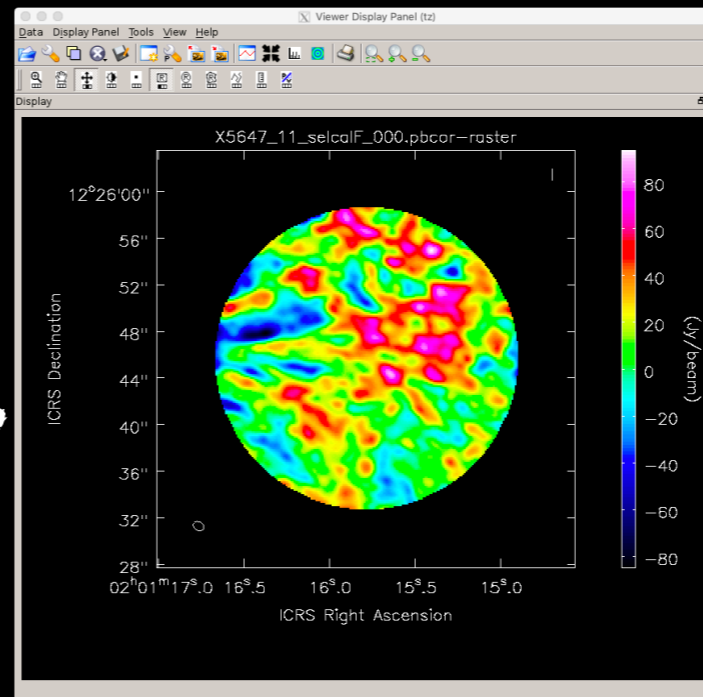 Viewer Display Panel (tz)
Data Display Panel Tools View Help
Display
X5647_11_selcalF_000.pbcor-raster
12°26'00"
56"
52"
48"
44"
40"
36"
32"
28"
ICRS Declination
02ʰ01ᵐ17ˢ.0 16ˢ.5 16ˢ.0 15ˢ.5 15ˢ.0
ICRS Right Ascension
80
60
40
20
0
-20
-40
-60
-80
(Jy/beam)